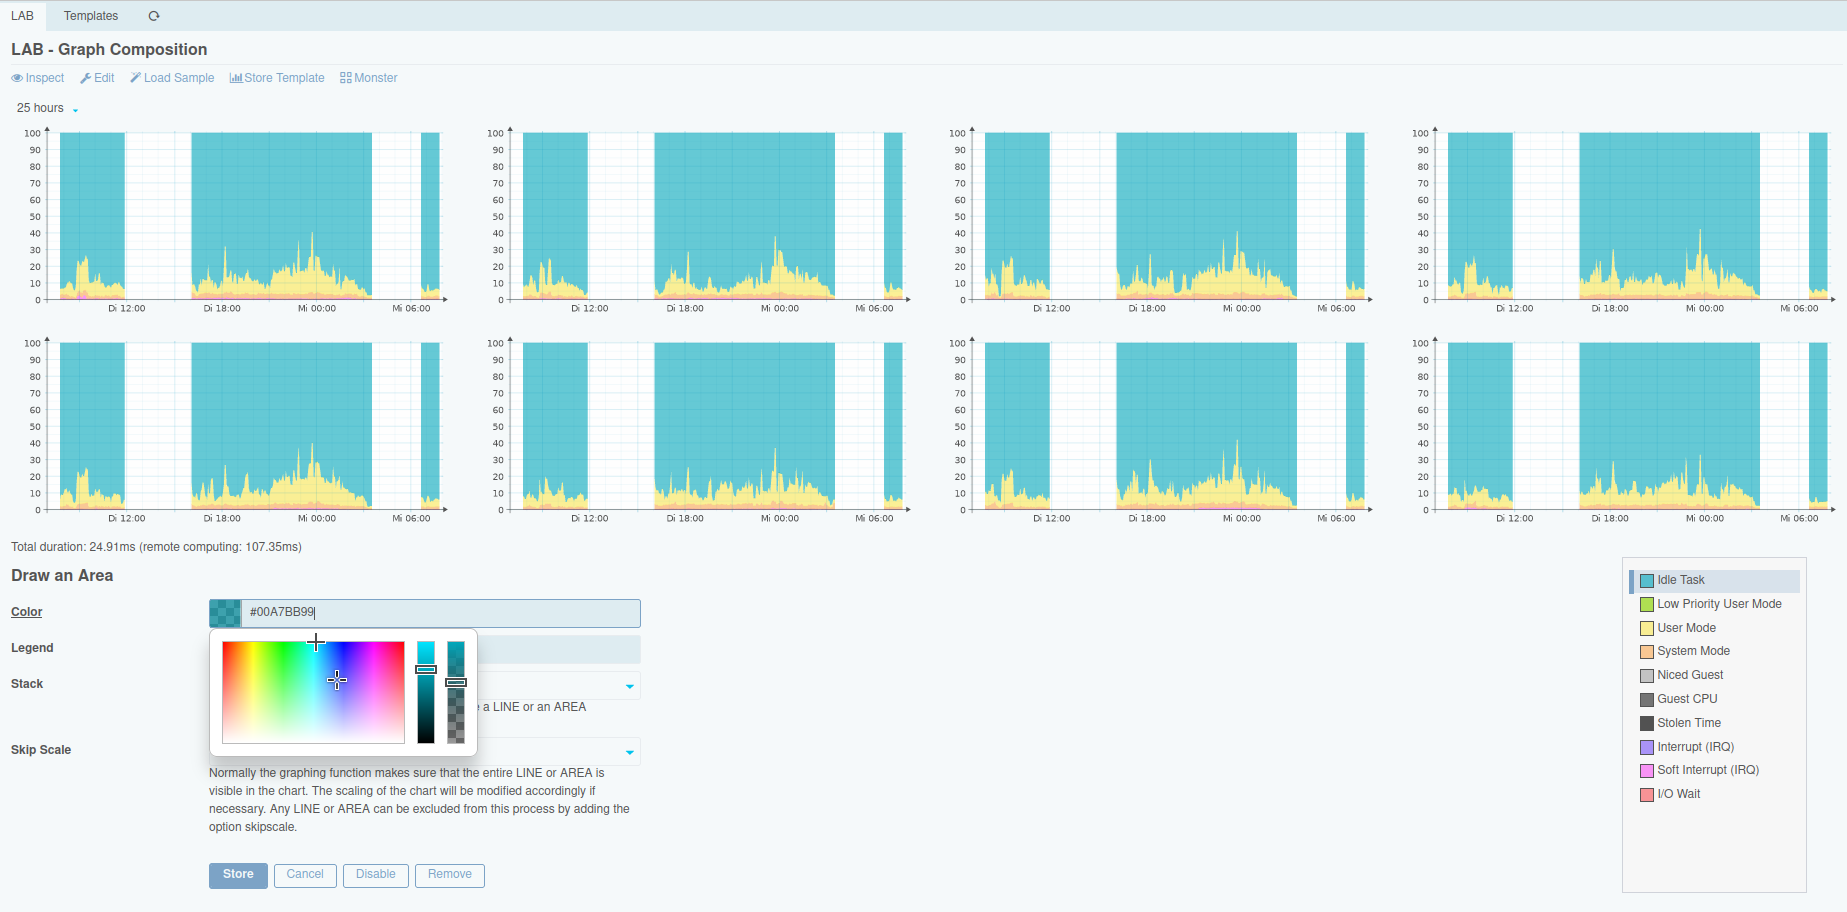 LAB Templates
LAB - Graph Composition
Inspect Edit Load Sample Store Template Monster
25 hours
100 100 100 100
90 90 90 90
80 80 80 80
70 70 70 70
60 60 60 60
50 50 50 50
40 40 40 40
30 30 30 30
20 20 20 20
10 10 10 10
0 0 0 0
Di 12:00 Di 18:00 Mi 00:00 Mi 06:00 Di 12:00 Di 18:00 Mi 00:00 Mi 06:00 Di 12:00 Di 18:00 Mi 00:00 Mi 06:00 Di 12:00 Di 18:00 Mi 00:00 Mi 06:00
100 100 100 100
90 90 90 90
80 80 80 80
70 70 70 70
60 60 60 60
50 50 50 50
40 40 40 40
30 30 30 30
20 20 20 20
10 10 10 10
0 0 0 0
Di 12:00 Di 18:00 Mi 00:00 Mi 06:00 Di 12:00 Di 18:00 Mi 00:00 Mi 06:00 Di 12:00 Di 18:00 Mi 00:00 Mi 06:00 Di 12:00 Di 18:00 Mi 00:00 Mi 06:00
Total duration: 24.91ms (remote computing: 107.35ms)
Draw an Area
Color #00A7BB99
Legend
Stack
a LINE or an AREA
Skip Scale
Normally the graphing function makes sure that the entire LINE or AREA is
visible in the chart. The scaling of the chart will be modified accordingly if
necessary. Any LINE or AREA can be excluded from this process by adding the
option skipscale.
Store Cancel Disable Remove
Idle Task
Low Priority User Mode
User Mode
System Mode
Niced Guest
Guest CPU
Stolen Time
Interrupt (IRQ)
Soft Interrupt (IRQ)
I/O Wait